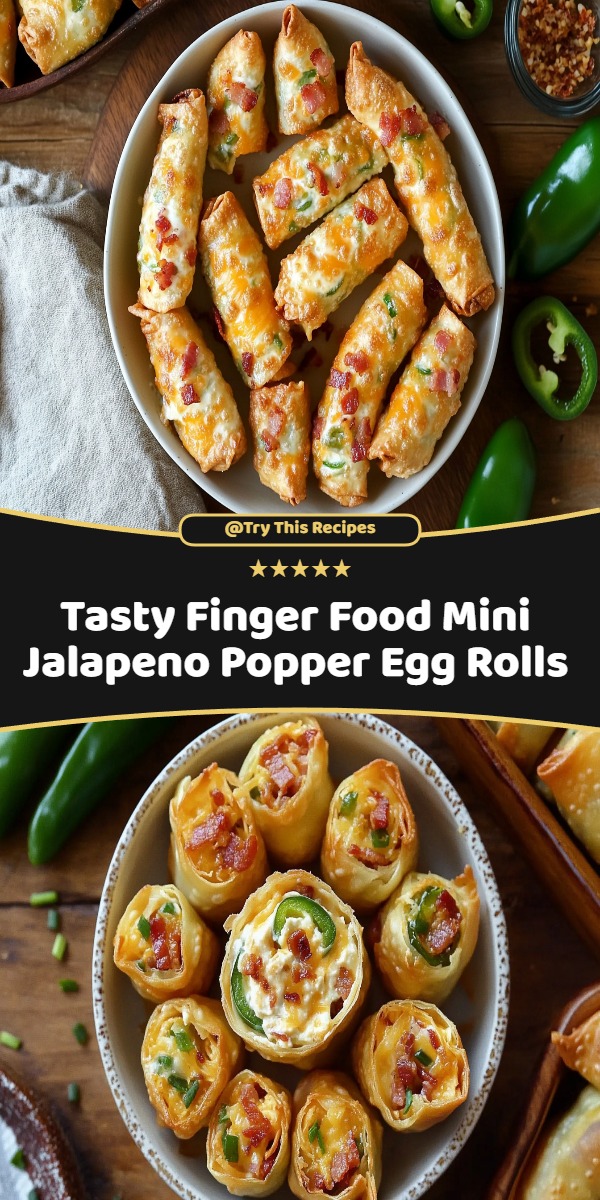 @Try This Recipes
Tasty Finger Food Mini
Jalapeno Popper Egg Rolls